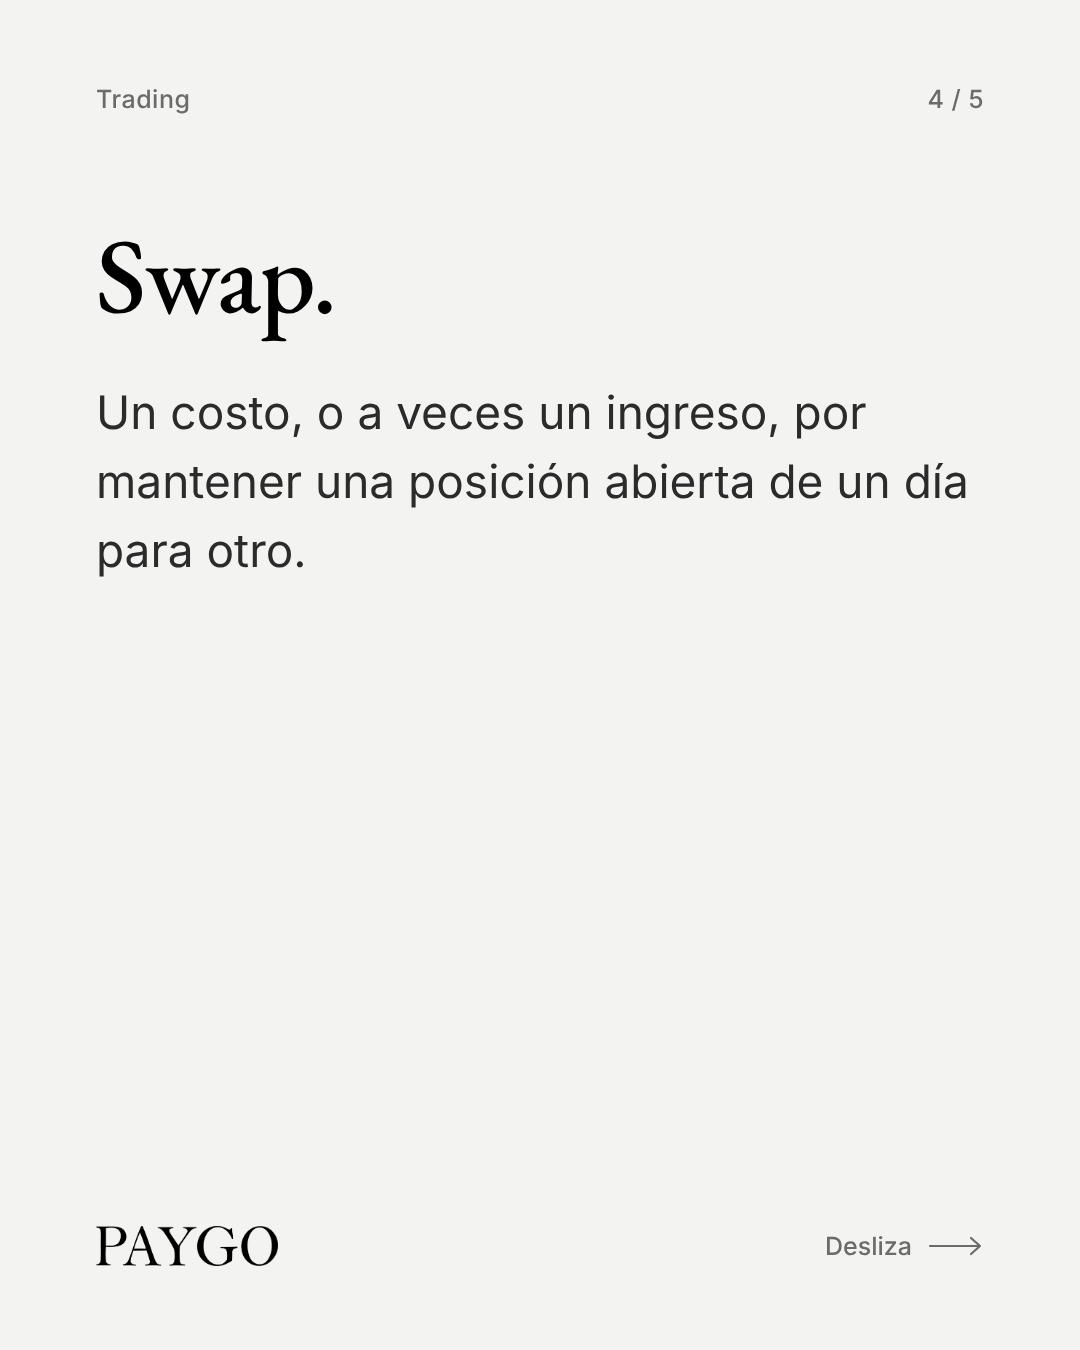 Trading
4 / 5
Swap.
Un costo, o a veces un ingreso, por
mantener una posición abierta de un día
para otro.
PAYGO
Desliza